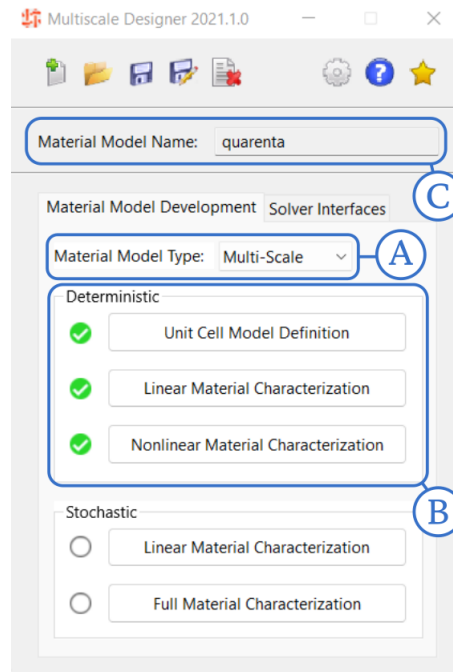 Multiscale Designer 2021.1.0
Material Model Name: quarenta
C
Material Model Development Solver Interfaces
Material Model Type: Multi-Scale A
Deterministic
Unit Cell Model Definition
Linear Material Characterization
Nonlinear Material Characterization
B
Stochastic
Linear Material Characterization
Full Material Characterization